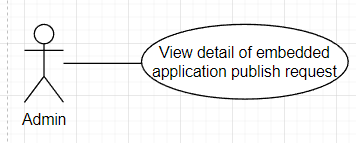 View detail of embedded
application publish request
Admin